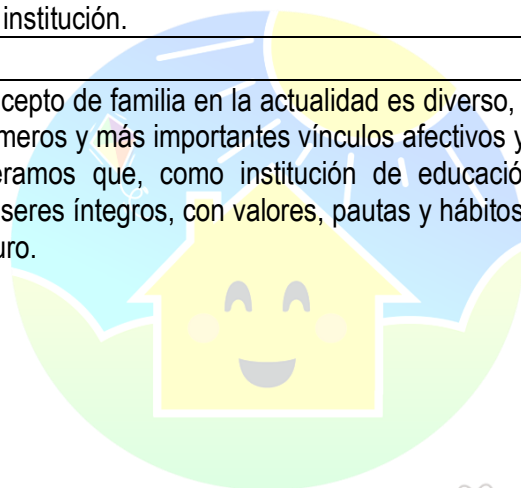 institución.
cepto de familia en la actualidad es diverso,
meros y más importantes vínculos afectivos y
eramos que, como institución de educació
seres íntegros, con valores, pautas y hábitos
uro.